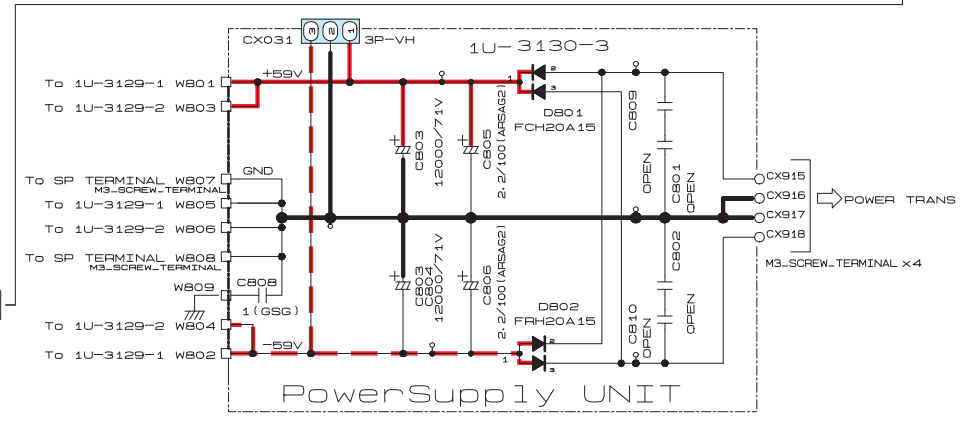 CX031
3
2
1
3P-VH
1U-3130-3
+59V
To 1U-3129-1 W801
To 1U-3129-2 W803
To SP TERMINAL W807
M3_SCREW_TERMINAL
GND
To 1U-3129-1 W805
To 1U-3129-2 W806
To SP TERMINAL W808
M3_SCREW_TERMINAL
W809
C808
1(GSG)
To 1U-3129-2 W804
To 1U-3129-1 W802
-59V
C803
12000/71V
C805
2.2/100(ARSAG2)
C803
C804
12000/71V
C806
2.2/100(ARSAG2)
1
2
3
D801
FCH20A15
D802
FRH20A15
1
2
3
C809
OPEN
C801
OPEN
C802
OPEN
C810
OPEN
CX915
CX916
CX917
CX918
POWER TRANS
M3_SCREW_TERMINAL x4
PowerSupply UNIT